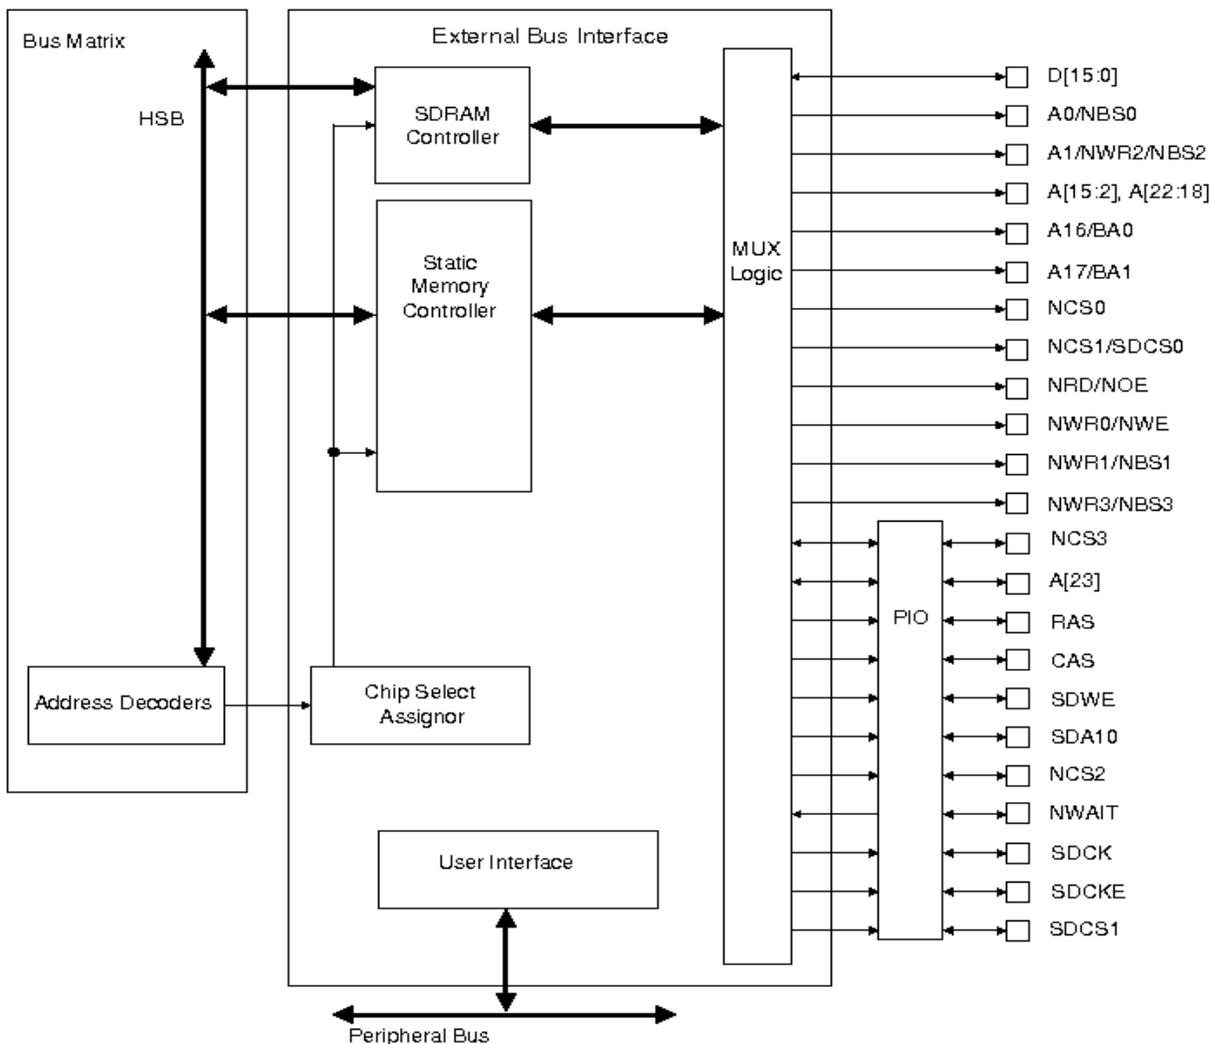 Bus Matrix
External Bus Interface
HSB
SDRAM
Controller
Static
Memory
Controller
MUX
Logic
Address Decoders
Chip Select
Assignor
User Interface
Peripheral Bus
PIO
D[15:0]
A0/NBS0
A1/NWR2/NBS2
A[15:2], A[22:18]
A16/BA0
A17/BA1
NCS0
NCS1/SDCS0
NRD/NOE
NWR0/NWE
NWR1/NBS1
NWR3/NBS3
NCS3
A[23]
RAS
CAS
SDWE
SDA10
NCS2
NWAIT
SDCK
SDCKE
SDCS1